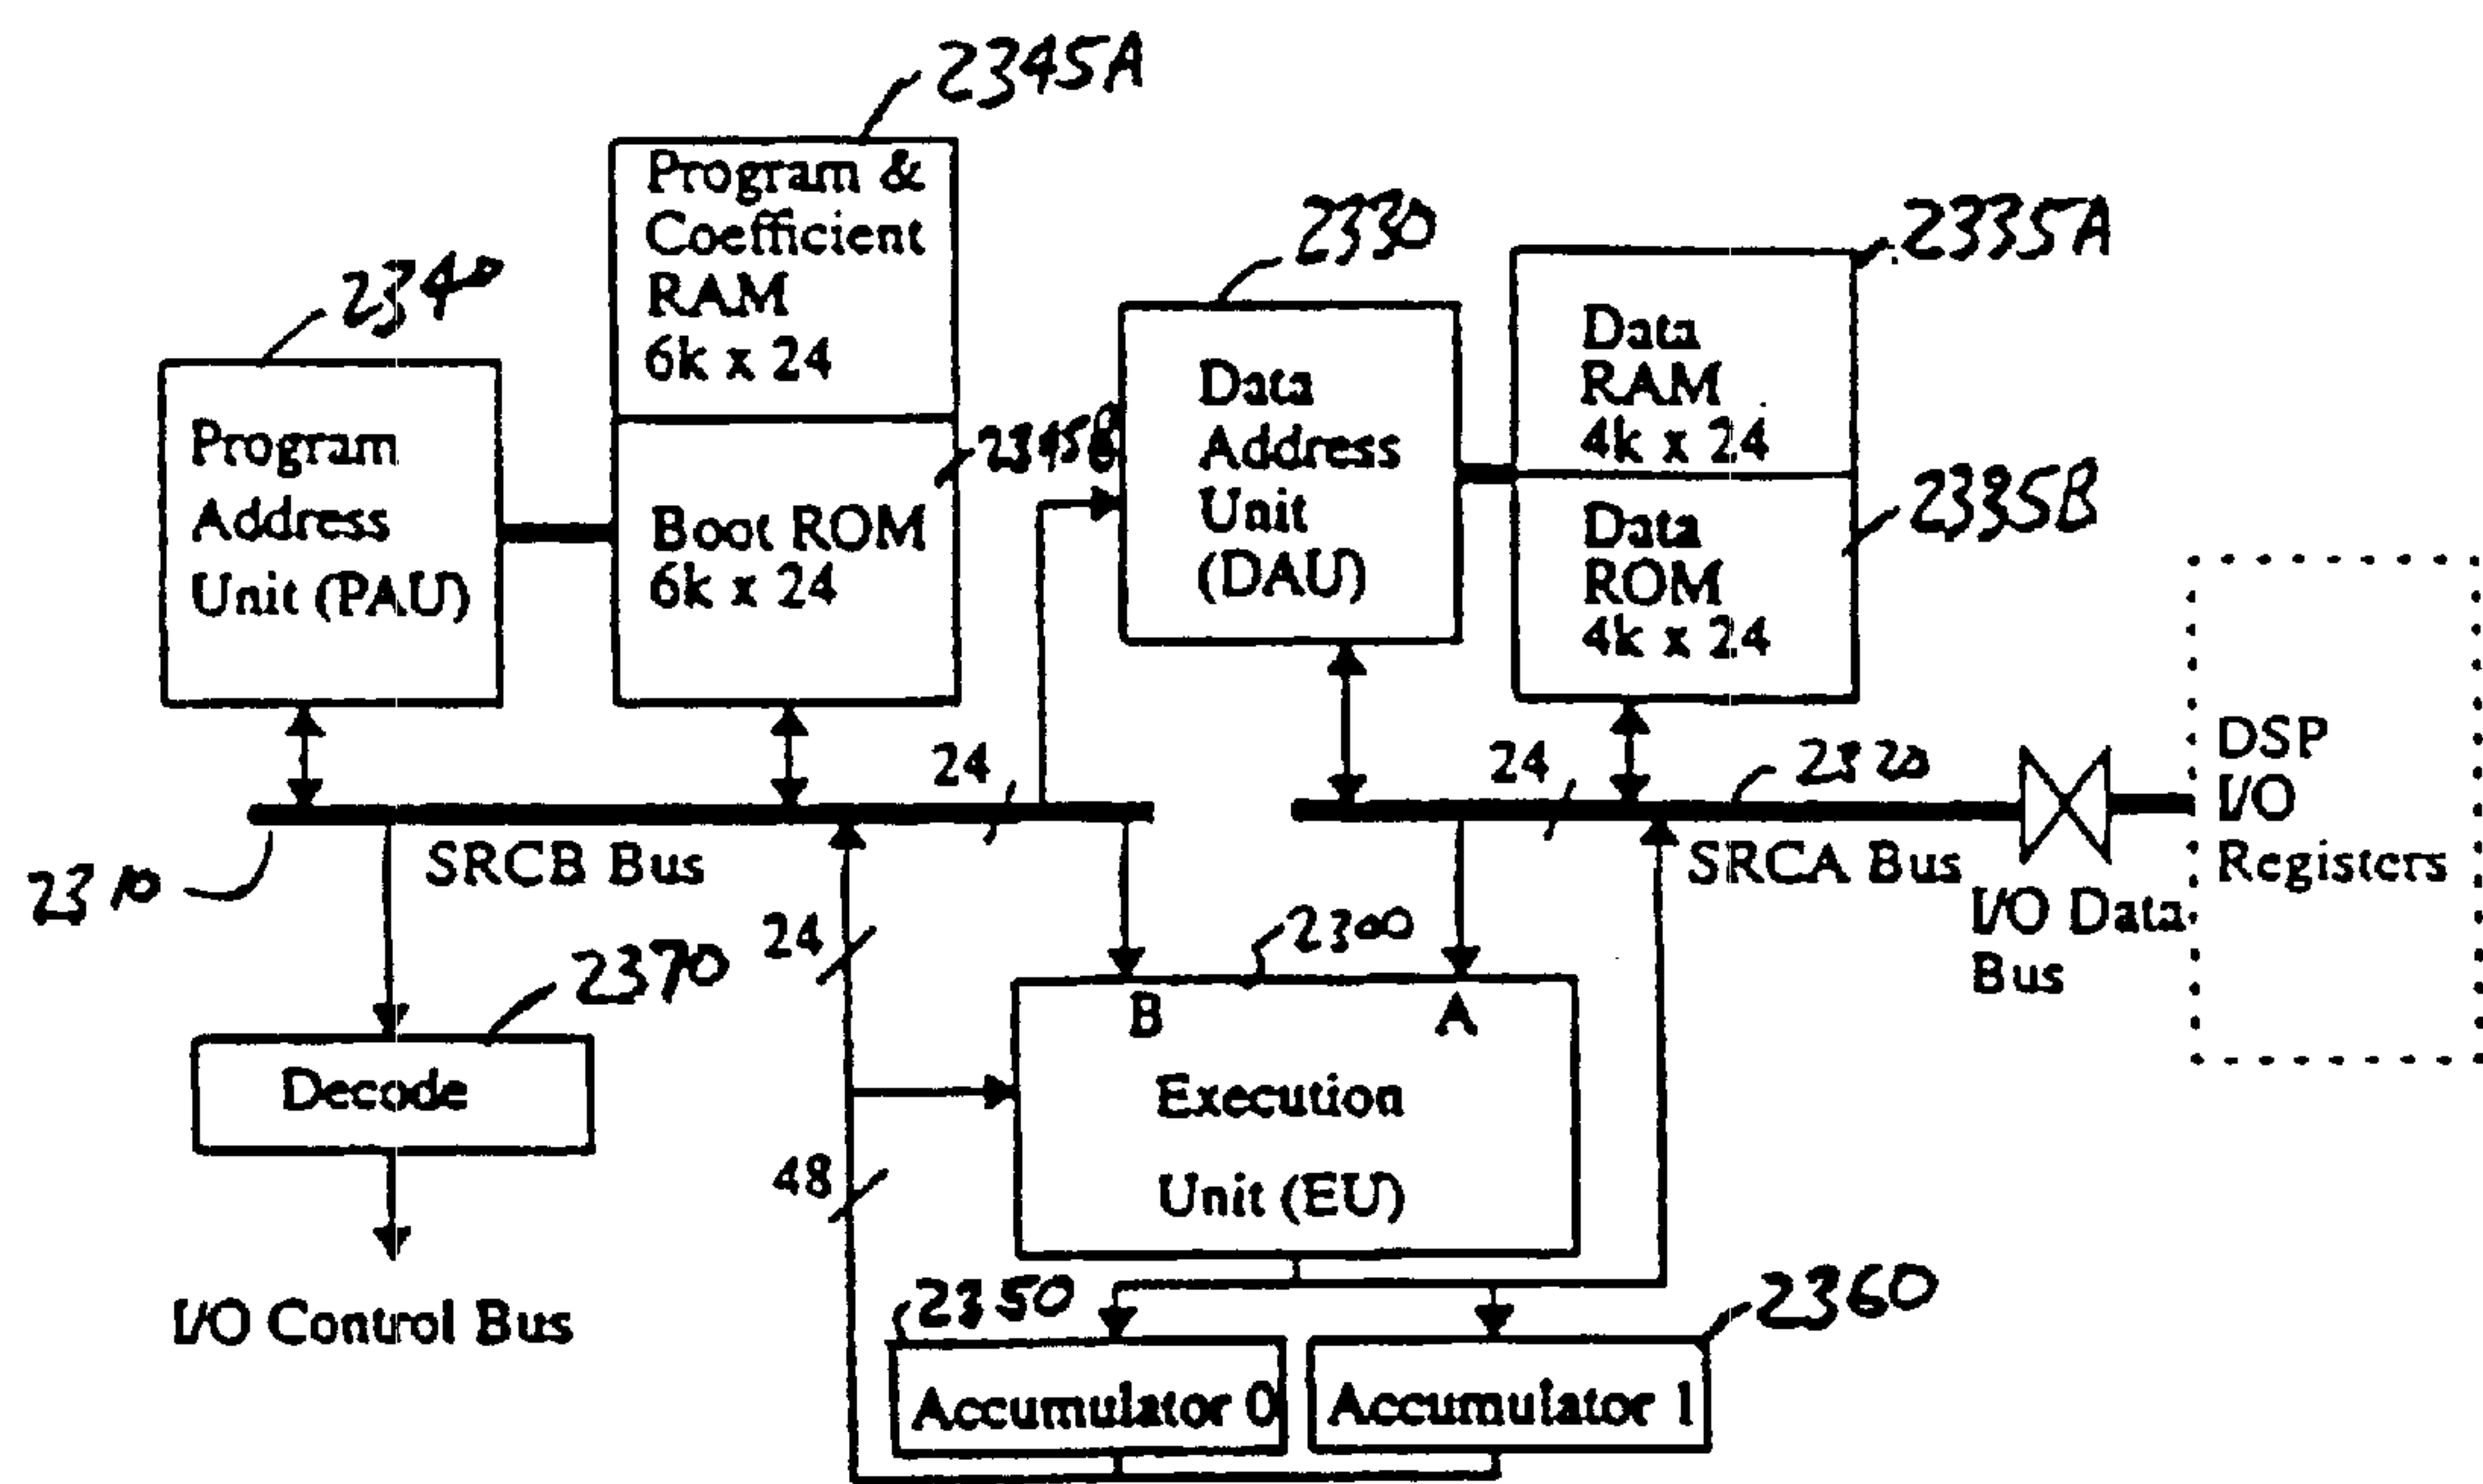 2345A
Program &
Coefficient
RAM
6k x 24
2330
2335A
2340
Data
RAM
4k x 24
Data
Address
Unit
(DAU)
Program
Address
Unit (PAU)
2345B
Boot ROM
6k x 24
2335B
Data
ROM
4k x 24
DSP
I/O
Registers
24
24
2320
2310
SRCB Bus
SRCA Bus
I/O Data
Bus
24
2300
2370
B
A
Decode
Execution
Unit (EU)
48
I/O Control Bus
2350
2360
Accumulator 0
Accumulator 1